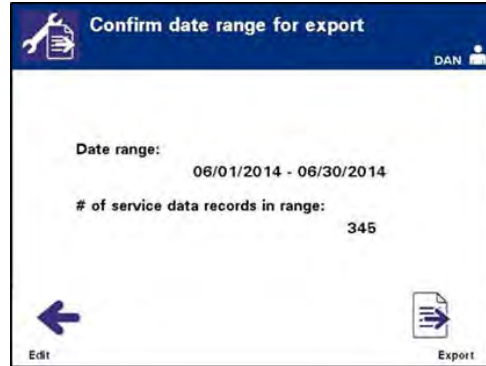 Confirm date range for export
DAN
Date range:
06/01/2014 - 06/30/2014
# of service data records in range:
345
Edit
Export